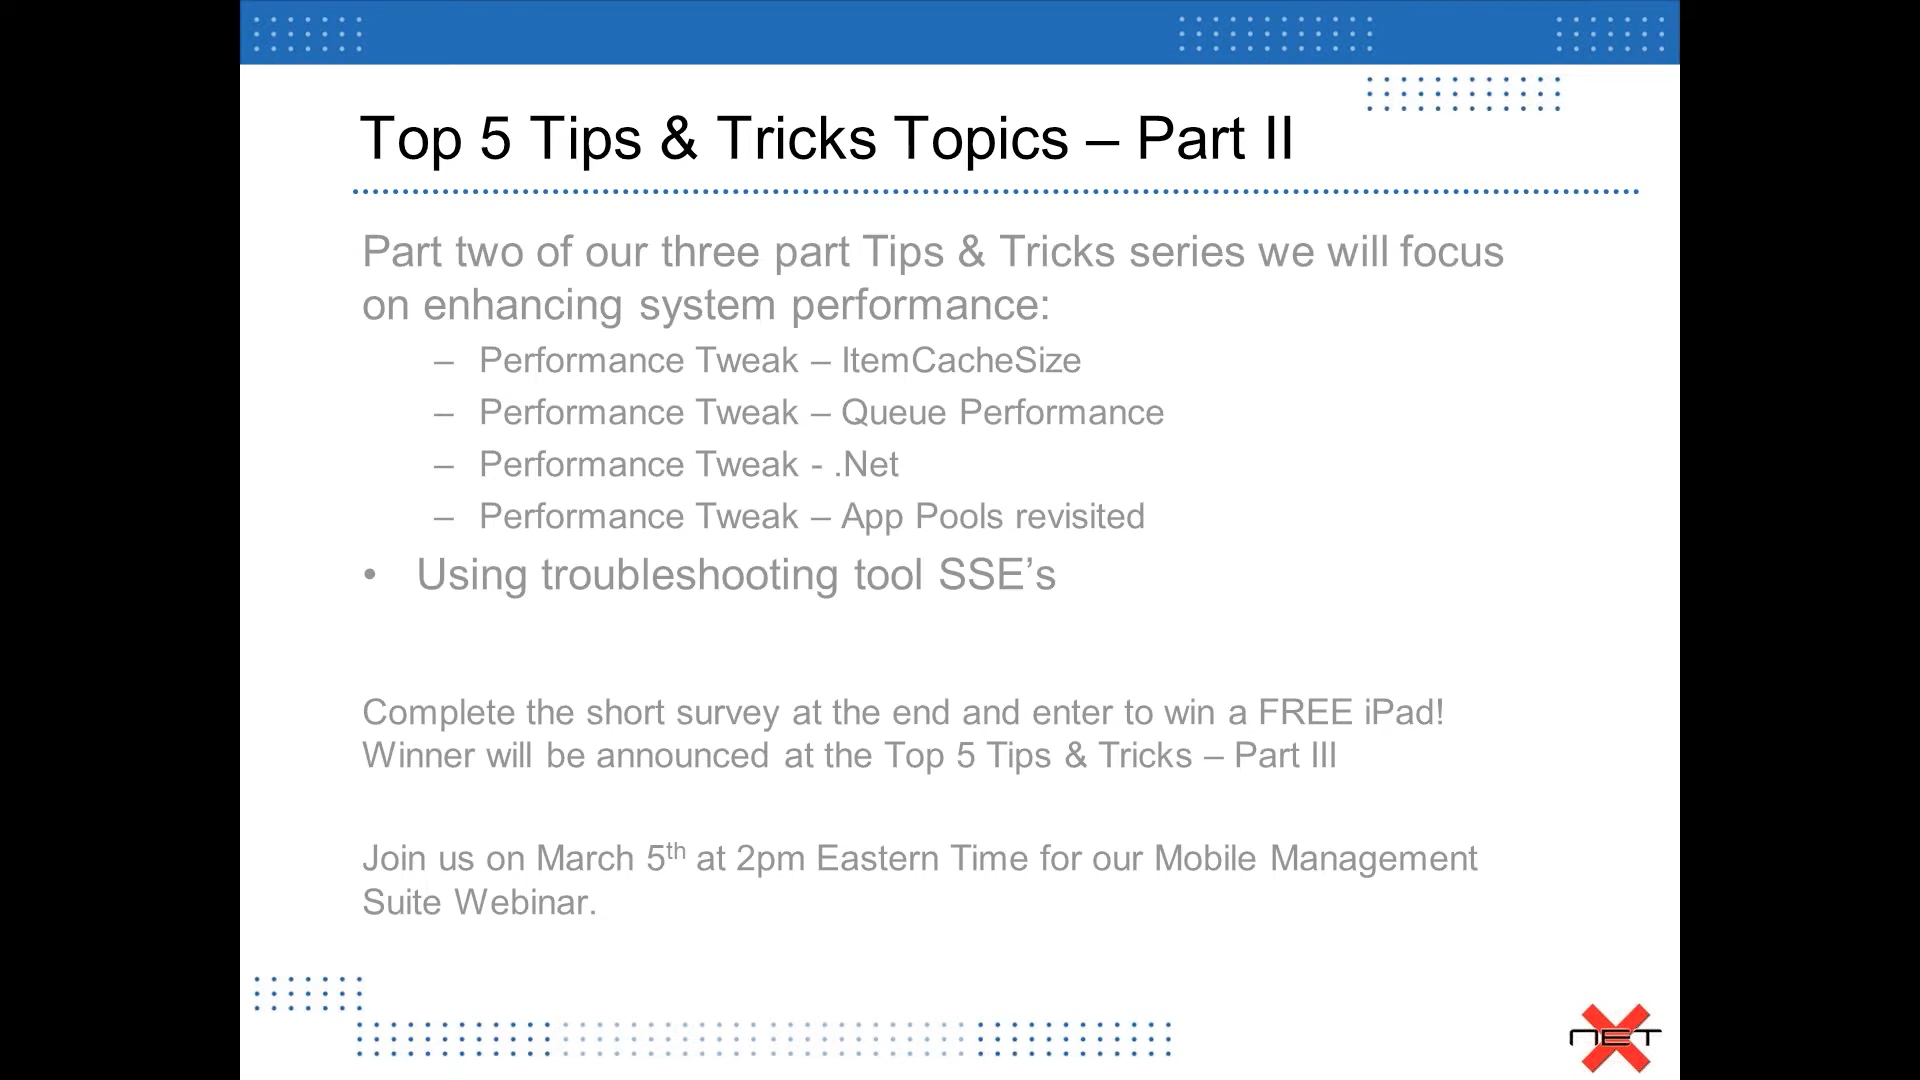 Top 5 Tips & Tricks Topics – Part II
Part two of our three part Tips & Tricks series we will focus
on enhancing system performance:
– Performance Tweak – ItemCacheSize
– Performance Tweak – Queue Performance
– Performance Tweak - .Net
– Performance Tweak – App Pools revisited
• Using troubleshooting tool SSE’s
Complete the short survey at the end and enter to win a FREE iPad!
Winner will be announced at the Top 5 Tips & Tricks – Part III
Join us on March 5th at 2pm Eastern Time for our Mobile Management
Suite Webinar.
NET